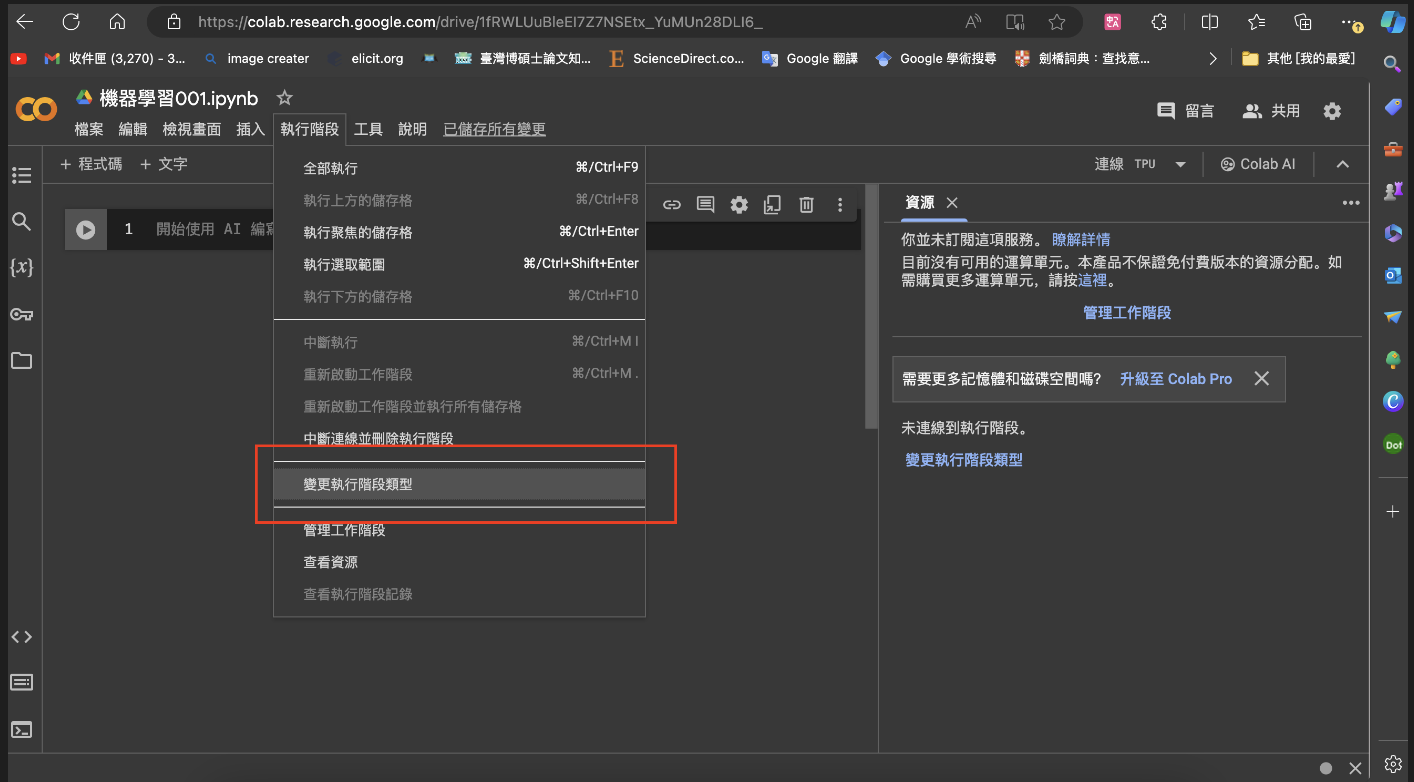 https://colab.research.google.com/drive/1fRWLUuBleEI7Z7NSEtx_YuMUn28DLI6_
收件匣 (3,270) - 3...
image creater
elicit.org
臺灣博碩士論文知...
ScienceDirect.co...
Google 翻譯
Google 學術搜尋
劍橋詞典：查找意...
其他 [我的最愛]
機器學習001.ipynb
留言
共用
檔案 編輯 檢視畫面 插入 執行階段 工具 說明 已儲存所有變更
+ 程式碼 + 文字
連線 TPU
Colab AI
全部執行 ⌘/Ctrl+F9
執行上方的儲存格 ⌘/Ctrl+F8
執行聚焦的儲存格 ⌘/Ctrl+Enter
執行選取範圍 ⌘/Ctrl+Shift+Enter
執行下方的儲存格 ⌘/Ctrl+F10
中斷執行 ⌘/Ctrl+M I
重新啟動工作階段 ⌘/Ctrl+M .
重新啟動工作階段並執行所有儲存格
中斷連線並刪除執行階段
變更執行階段類型
管理工作階段
查看資源
查看執行階段記錄
{x}
1 開始使用 AI 編
資源
你並未訂閱這項服務。 瞭解詳情
目前沒有可用的運算單元。本產品不保證免付費版本的資源分配。如
需購買更多運算單元，請按這裡。
管理工作階段
需要更多記憶體和磁碟空間嗎? 升級至 Colab Pro
未連線到執行階段。
變更執行階段類型
Dot